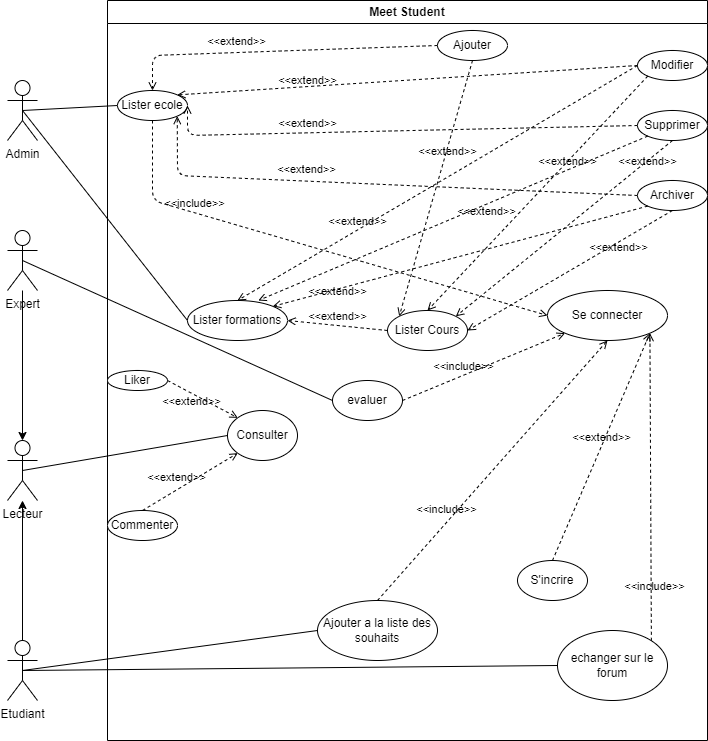 Meet Student
<<extend>>
Ajouter
Modifier
<<extend>>
Lister ecole
<<extend>>
Supprimer
Admin
<<extend>>
<<extend>>
<<extend>>
<<extend>>
Archiver
<<include>>
<<extend>>
<<extend>>
<<extend>>
Expert
<<extend>>
Lister formations
<<extend>>
Lister Cours
Se connecter
<<include>>
Liker
<<extend>>
evaluer
Consulter
<<extend>>
<<extend>>
Lecteur
Commenter
<<include>>
S'incrire
<<include>>
Ajouter a la liste des
souhaits
echanger sur le
forum
Etudiant